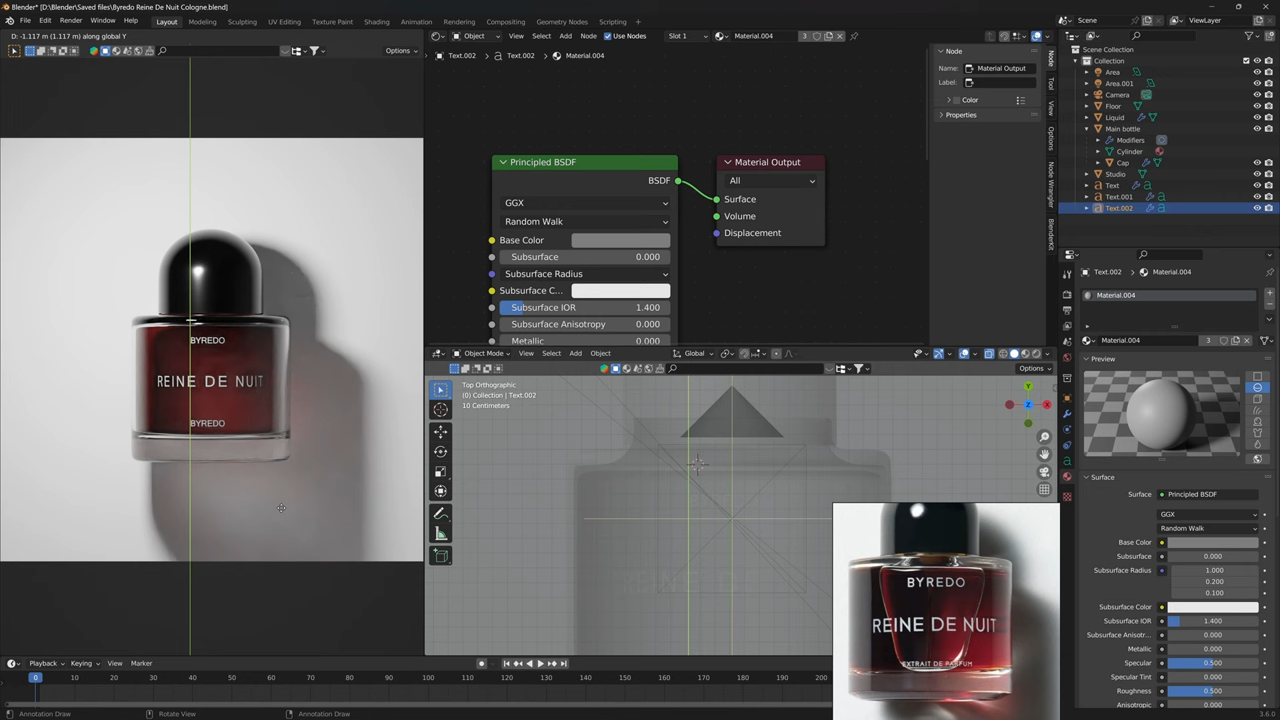 Blender* [D:\Blender\Saved files\Byredo Reine De Nuit Cologne.blend]
File Edit Render Window Help Layout Modeling Sculpting UV Editing Texture Paint Shading Animation Rendering Compositing Geometry Nodes Scripting + Scene ViewLayer
D: -1.117 m (1.117 m) along global Y
Options
Object View Select Add Node Use Nodes Slot 1 Material.004 3
Text.002 > Text.002 > Material.004
Principled BSDF
BSDF
GGX
Random Walk
Base Color
Subsurface 0.000
Subsurface Radius
Subsurface C...
Subsurface IOR 1.400
Subsurface Anisotropy 0.000
Metallic
Material Output
All
Surface
Volume
Displacement
Node
Name: Material Output
Label:
Color
Properties
Node
Tool
View
Options
Node Wrangler
BlenderKit
Scene Collection
Collection
Area
Area.001
Camera
Floor
Liquid
Main bottle
Modifiers
Cylinder
Cap
Studio
Text
Text.001
Text.002
BYREDO
REINE DE NUIT
BYREDO
Object Mode View Select Add Object Global
Options
Top Orthographic
(0) Collection | Text.002
10 Centimeters
Y
Z
X
BYREDO
REINE DE NUIT
EXTRAIT DE PARFUM
Text.002 > Material.004
Material.004
Material.004 3
Preview
Surface
Surface Principled BSDF
GGX
Random Walk
Base Color
Subsurface 0.000
Subsurface Radius 1.000
0.200
0.100
Subsurface Color
Subsurface IOR 1.400
Subsurface Anisotr... 0.000
Metallic 0.000
Specular 0.500
Specular Tint 0.000
Roughness 0.500
Anisotropic 0.000
Playback Keying View Marker
0 10 20 30 40 50 60 70 80 90 100 110 120 130 140 150 160 170 180 190 200
Annotation Draw Rotate View Annotation Draw 3.6.0